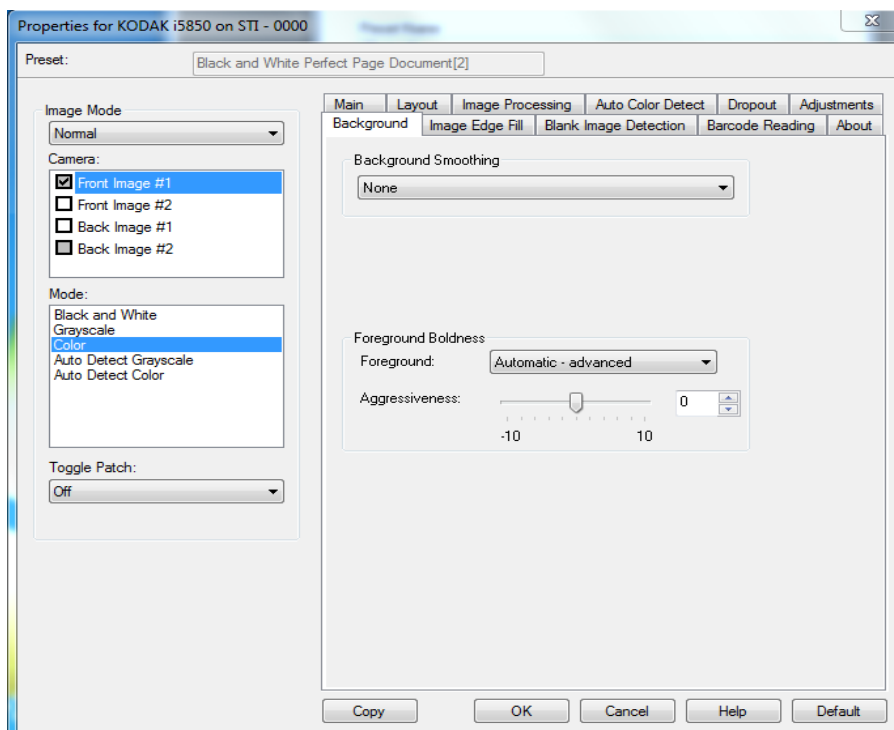 Properties for KODAK i5850 on STI - 0000
Preset:
Black and White Perfect Page Document[2]
Image Mode
Normal
Camera:
Front Image #1
Front Image #2
Back Image #1
Back Image #2
Mode:
Black and White
Grayscale
Color
Auto Detect Grayscale
Auto Detect Color
Toggle Patch:
Off
Main Layout Image Processing Auto Color Detect Dropout Adjustments
Background Image Edge Fill Blank Image Detection Barcode Reading About
Background Smoothing
None
Foreground Boldness
Foreground: Automatic - advanced
Aggressiveness: 0
-10 10
Copy OK Cancel Help Default